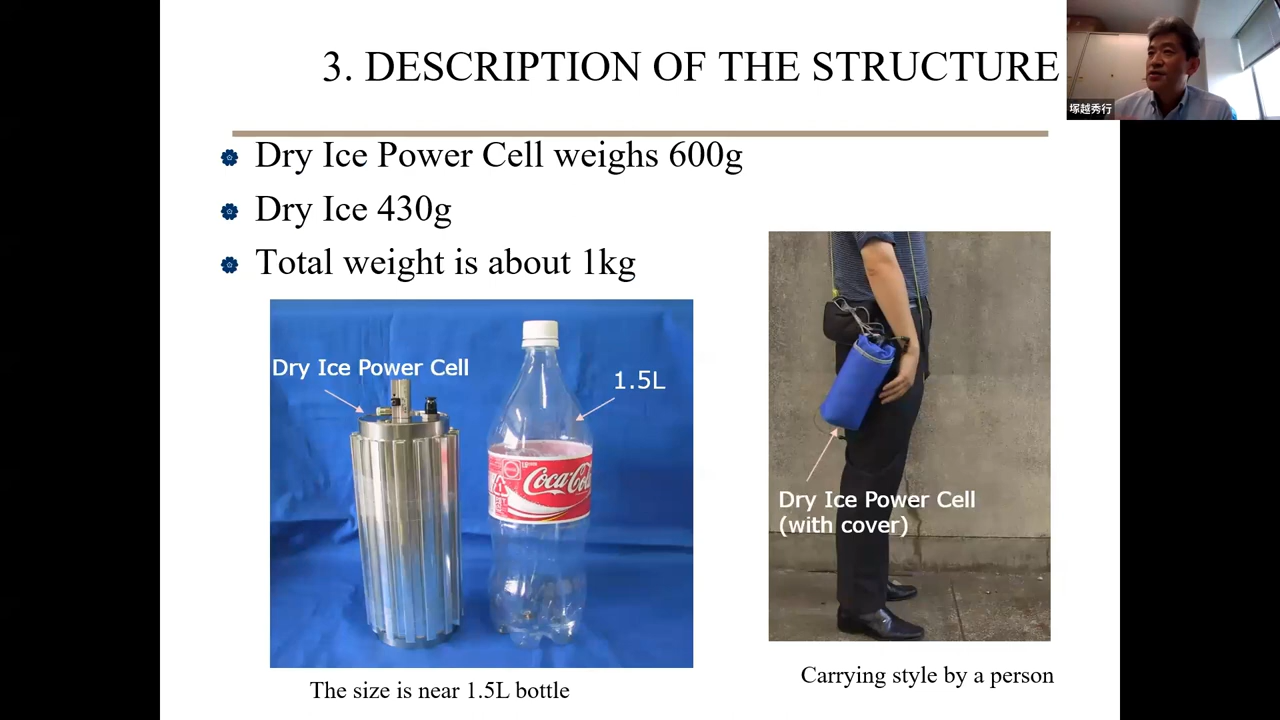 3. DESCRIPTION OF THE STRUCTURE
塚越秀行
Dry Ice Power Cell weighs 600g
Dry Ice 430g
Total weight is about 1kg
Dry Ice Power Cell
1.5L
Coca-Cola
Dry Ice Power Cell
(with cover)
The size is near 1.5L bottle
Carrying style by a person